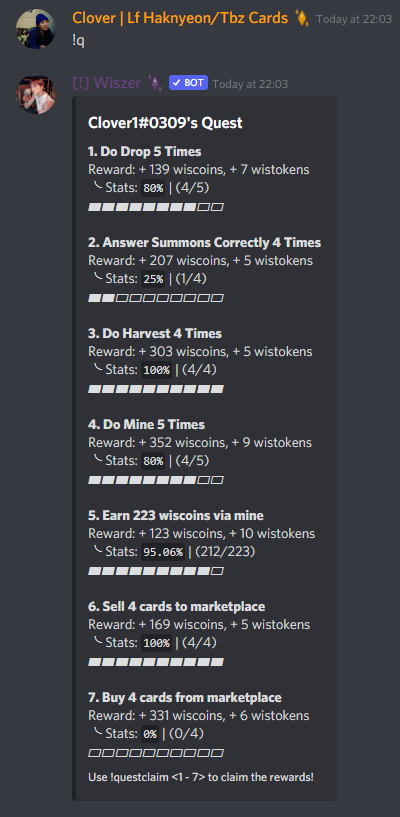 Clover | Lf Haknyeon/Tbz Cards Today at 22:03
!q
[!] Wiszer BOT Today at 22:03
Clover1#0309's Quest
1. Do Drop 5 Times
Reward: + 139 wiscoins, + 7 wistokens
╰ Stats: 80% | (4/5)
2. Answer Summons Correctly 4 Times
Reward: + 207 wiscoins, + 5 wistokens
╰ Stats: 25% | (1/4)
3. Do Harvest 4 Times
Reward: + 303 wiscoins, + 5 wistokens
╰ Stats: 100% | (4/4)
4. Do Mine 5 Times
Reward: + 352 wiscoins, + 9 wistokens
╰ Stats: 80% | (4/5)
5. Earn 223 wiscoins via mine
Reward: + 123 wiscoins, + 10 wistokens
╰ Stats: 95.06% | (212/223)
6. Sell 4 cards to marketplace
Reward: + 169 wiscoins, + 5 wistokens
╰ Stats: 100% | (4/4)
7. Buy 4 cards from marketplace
Reward: + 331 wiscoins, + 6 wistokens
╰ Stats: 0% | (0/4)
Use !questclaim <1 - 7> to claim the rewards!